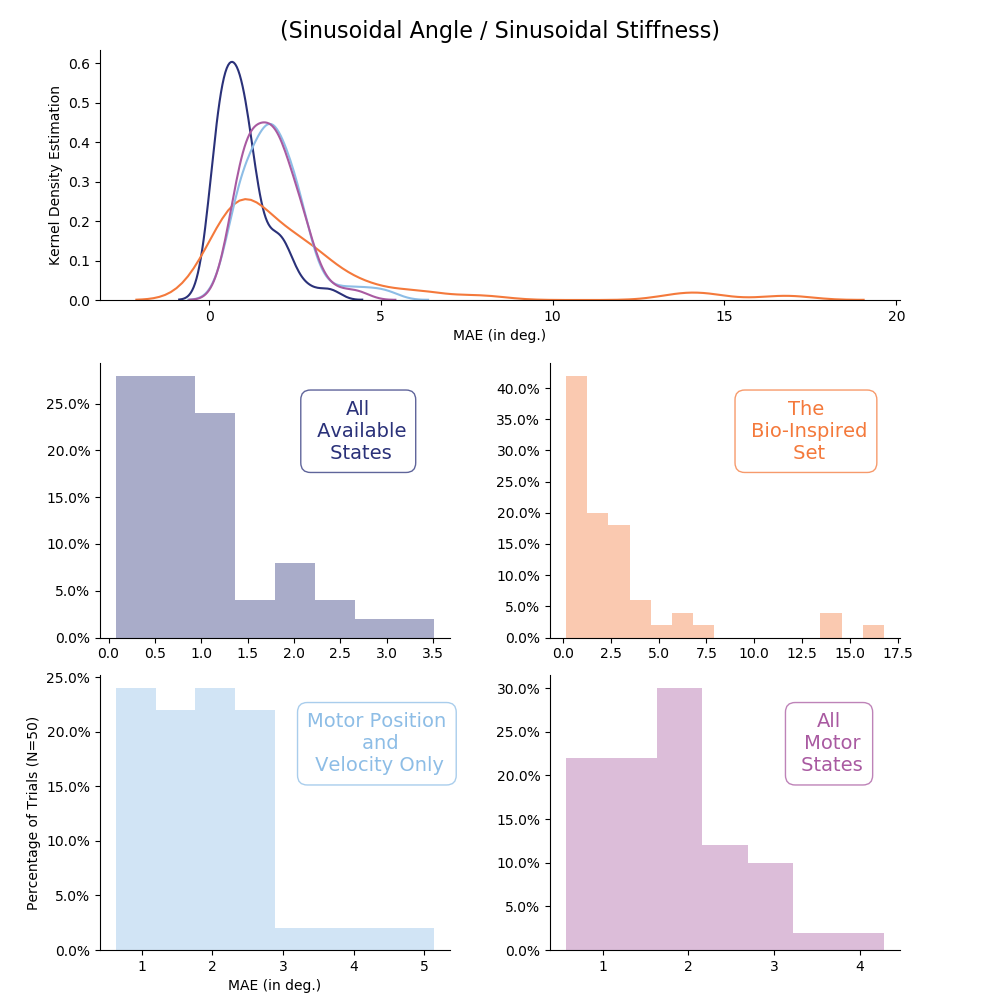 (Sinusoidal Angle / Sinusoidal Stiffness)
Kernel Density Estimation
0.6
0.5
0.4
0.3
0.2
0.1
0.0
0 5 10 15 20
MAE (in deg.)
All
Available
States
25.0%
20.0%
15.0%
10.0%
5.0%
0.0%
0.0 0.5 1.0 1.5 2.0 2.5 3.0 3.5
The
Bio-Inspired
Set
40.0%
35.0%
30.0%
25.0%
20.0%
15.0%
10.0%
5.0%
0.0%
0.0 2.5 5.0 7.5 10.0 12.5 15.0 17.5
Motor Position
and
Velocity Only
Percentage of Trials (N=50)
25.0%
20.0%
15.0%
10.0%
5.0%
0.0%
1 2 3 4 5
MAE (in deg.)
All
Motor
States
30.0%
25.0%
20.0%
15.0%
10.0%
5.0%
0.0%
1 2 3 4